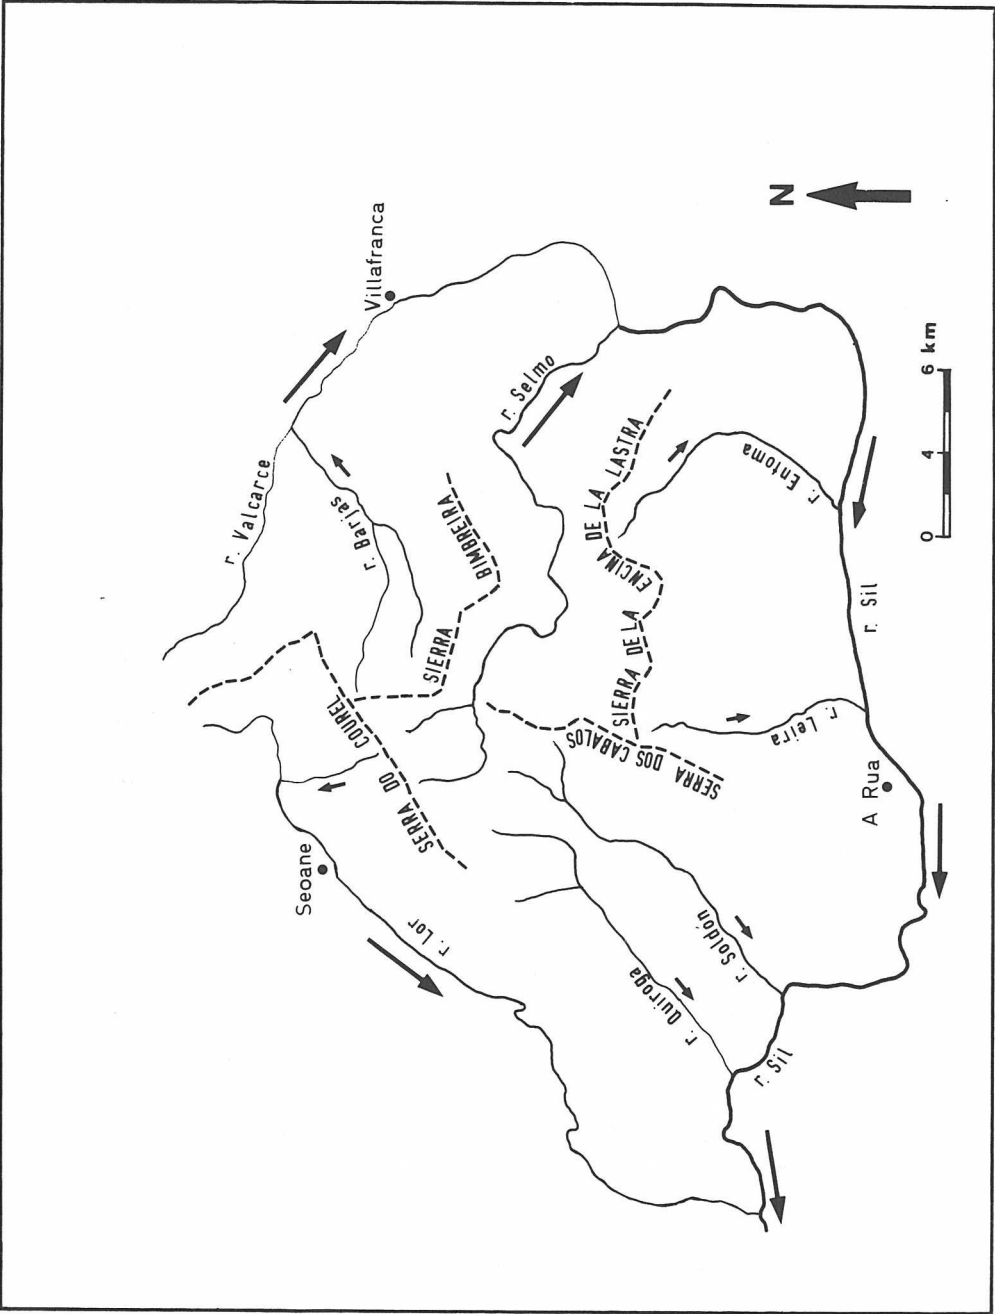 N
r. Valcarce
Villafranca
r. Barjas
SERRA DO COUREL
SIERRA BIMBREIRA
r. Selmo
Seoane
r. Lor
SIERRA DE LA ENCINA DE LA LASTRA
SERRA DOS CABALOS
r. Entoma
r. Leira
A Rua
r. Soldón
r. Quiroga
r. Sil
r. Sil
0 4 6 km